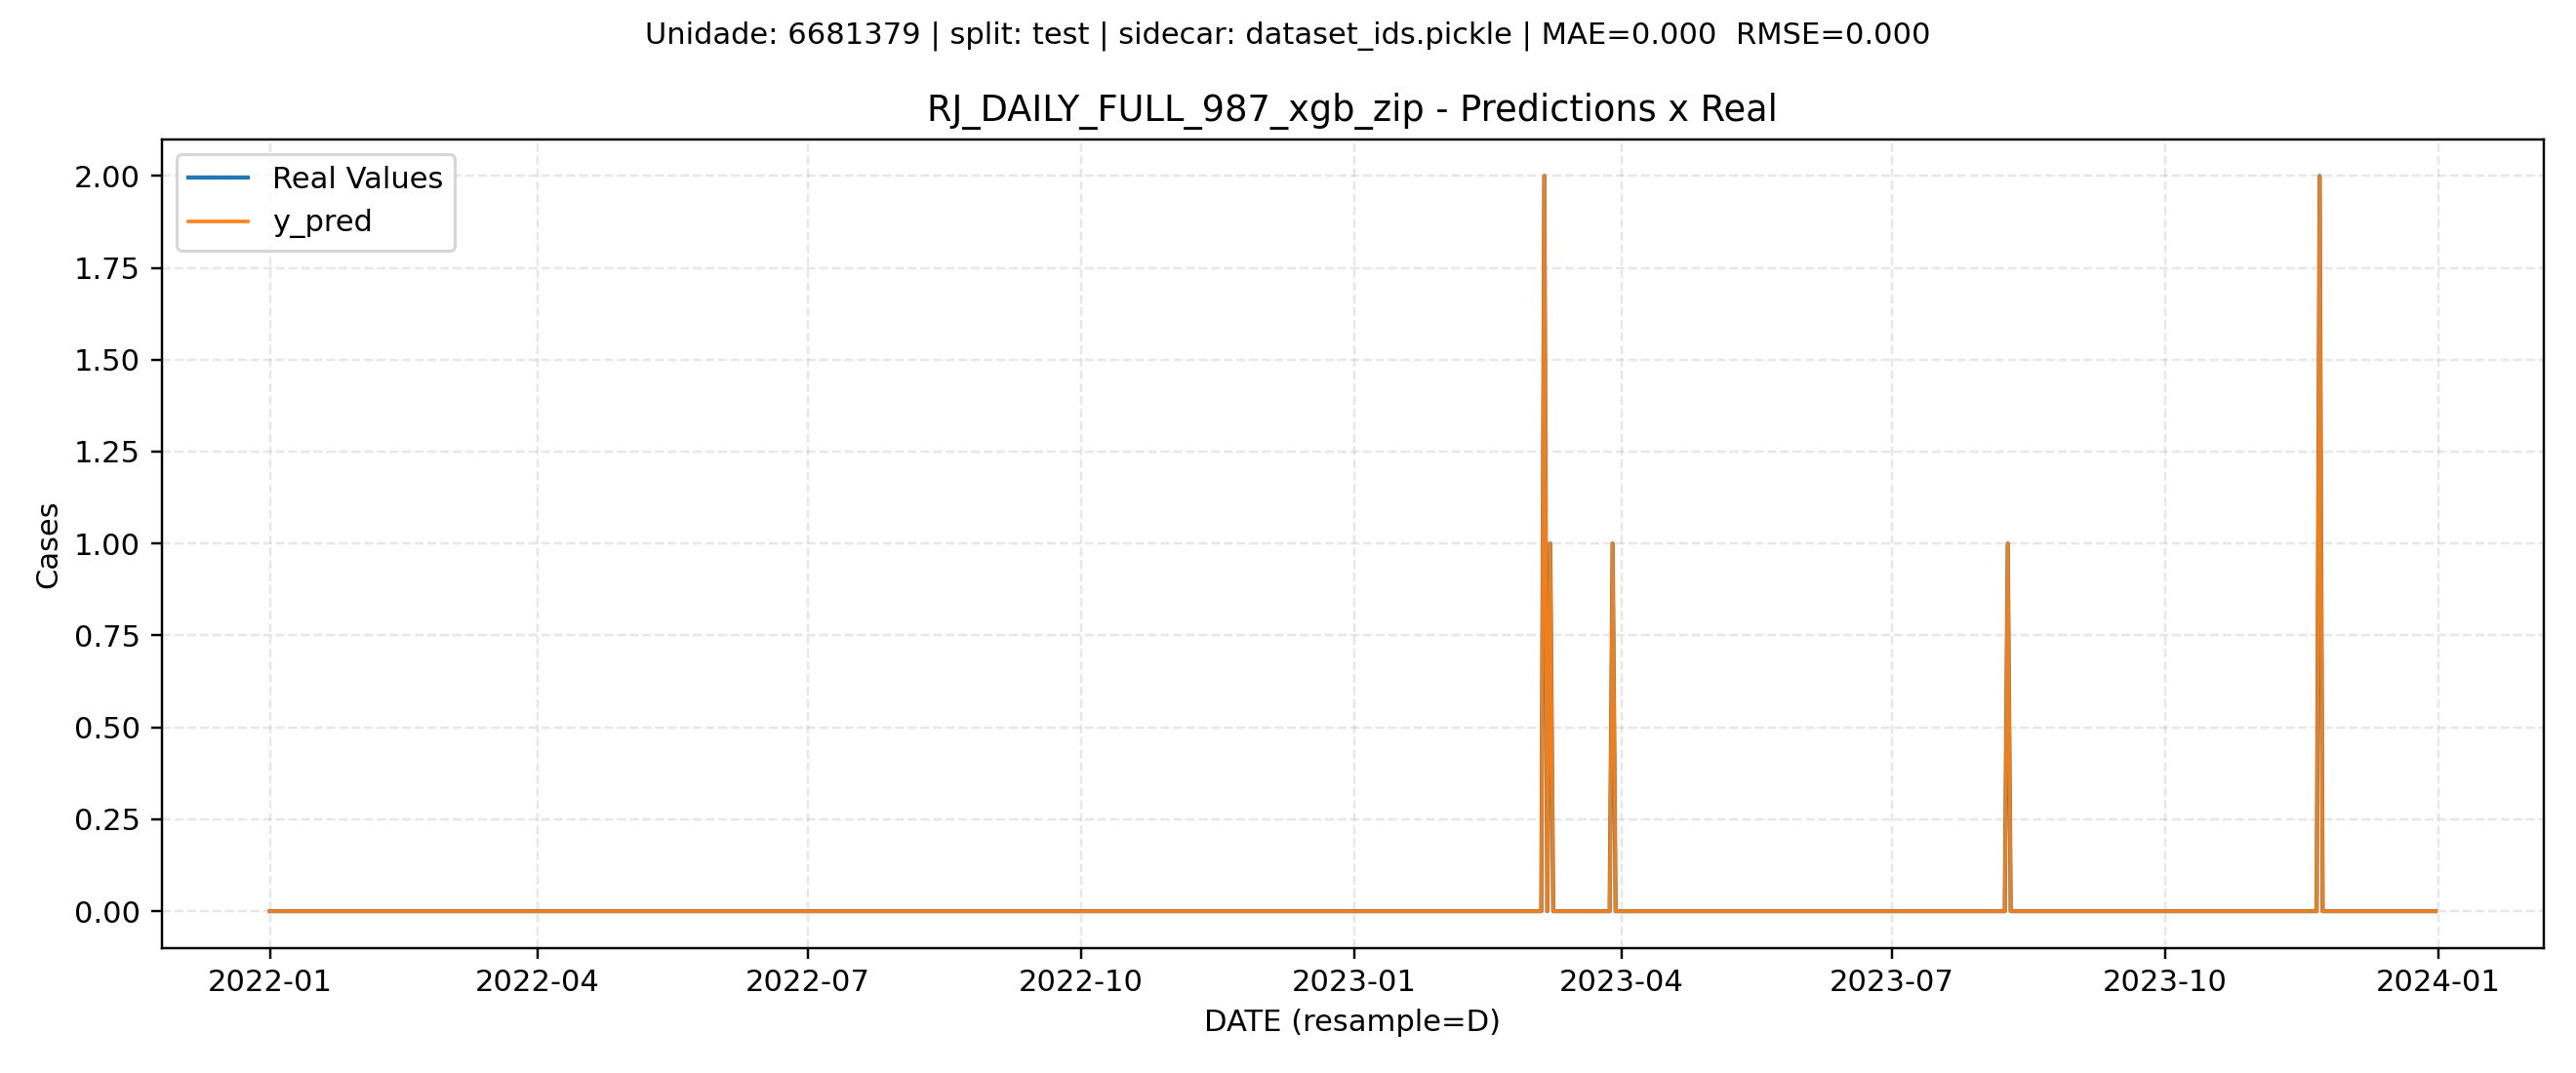 Unidade: 6681379 | split: test | sidecar: dataset_ids.pickle | MAE=0.000  RMSE=0.000
RJ_DAILY_FULL_987_xgb_zip - Predictions x Real
Real Values
y_pred
2.00
1.75
1.50
1.25
1.00
0.75
0.50
0.25
0.00
Cases
2022-01 2022-04 2022-07 2022-10 2023-01 2023-04 2023-07 2023-10 2024-01
DATE (resample=D)